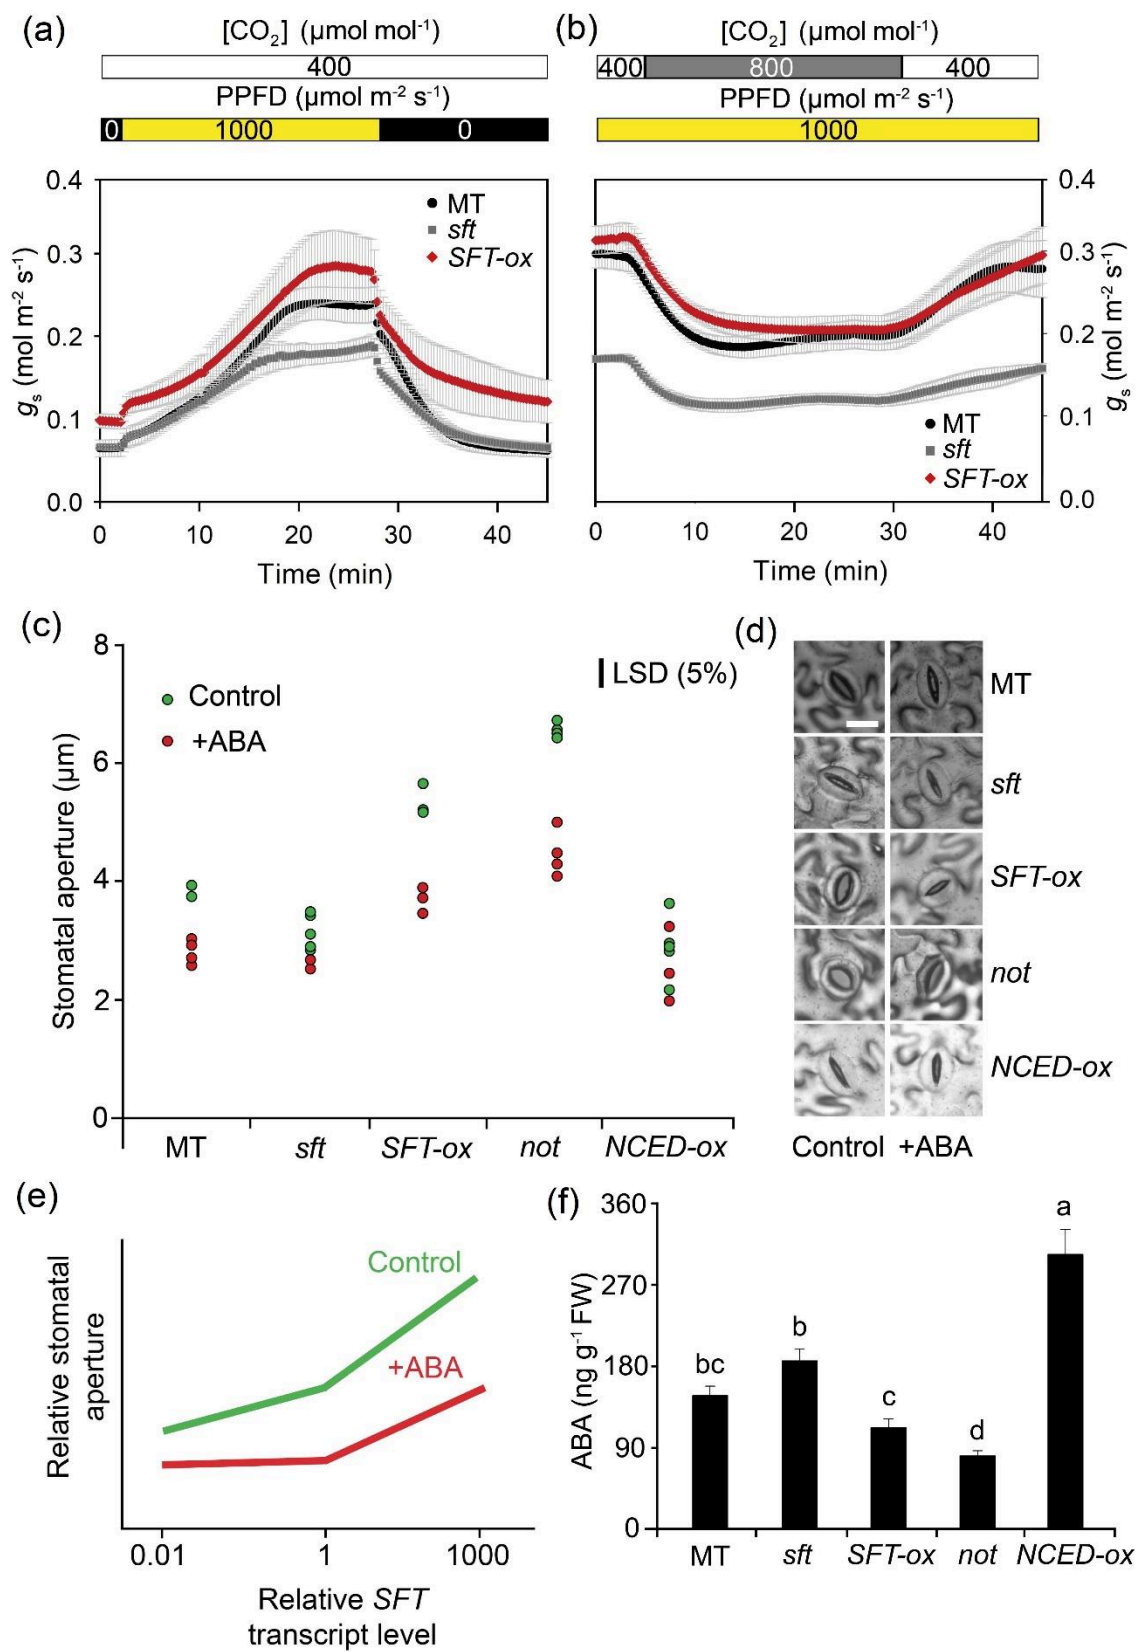 (a)
[CO₂] (µmol mol⁻¹)
400
PPFD (µmol m⁻² s⁻¹)
0 1000 0
0.4
0.3
0.2
0.1
0.0
gₛ (mol m⁻² s⁻¹)
MT
sft
SFT-ox
0 10 20 30 40
Time (min)
(b)
[CO₂] (µmol mol⁻¹)
400 800 400
PPFD (µmol m⁻² s⁻¹)
1000
0.4
0.3
0.2
0.1
0.0
gₛ (mol m⁻² s⁻¹)
MT
sft
SFT-ox
0 10 20 30 40
Time (min)
(c)
8
6
4
2
0
Stomatal aperture (µm)
Control
+ABA
LSD (5%)
MT sft SFT-ox not NCED-ox
(d)
MT
sft
SFT-ox
not
NCED-ox
Control +ABA
(e)
Relative stomatal
aperture
Control
+ABA
0.01 1 1000
Relative SFT
transcript level
(f)
360
270
180
90
0
ABA (ng g⁻¹ FW)
bc
b
c
d
a
MT sft SFT-ox not NCED-ox